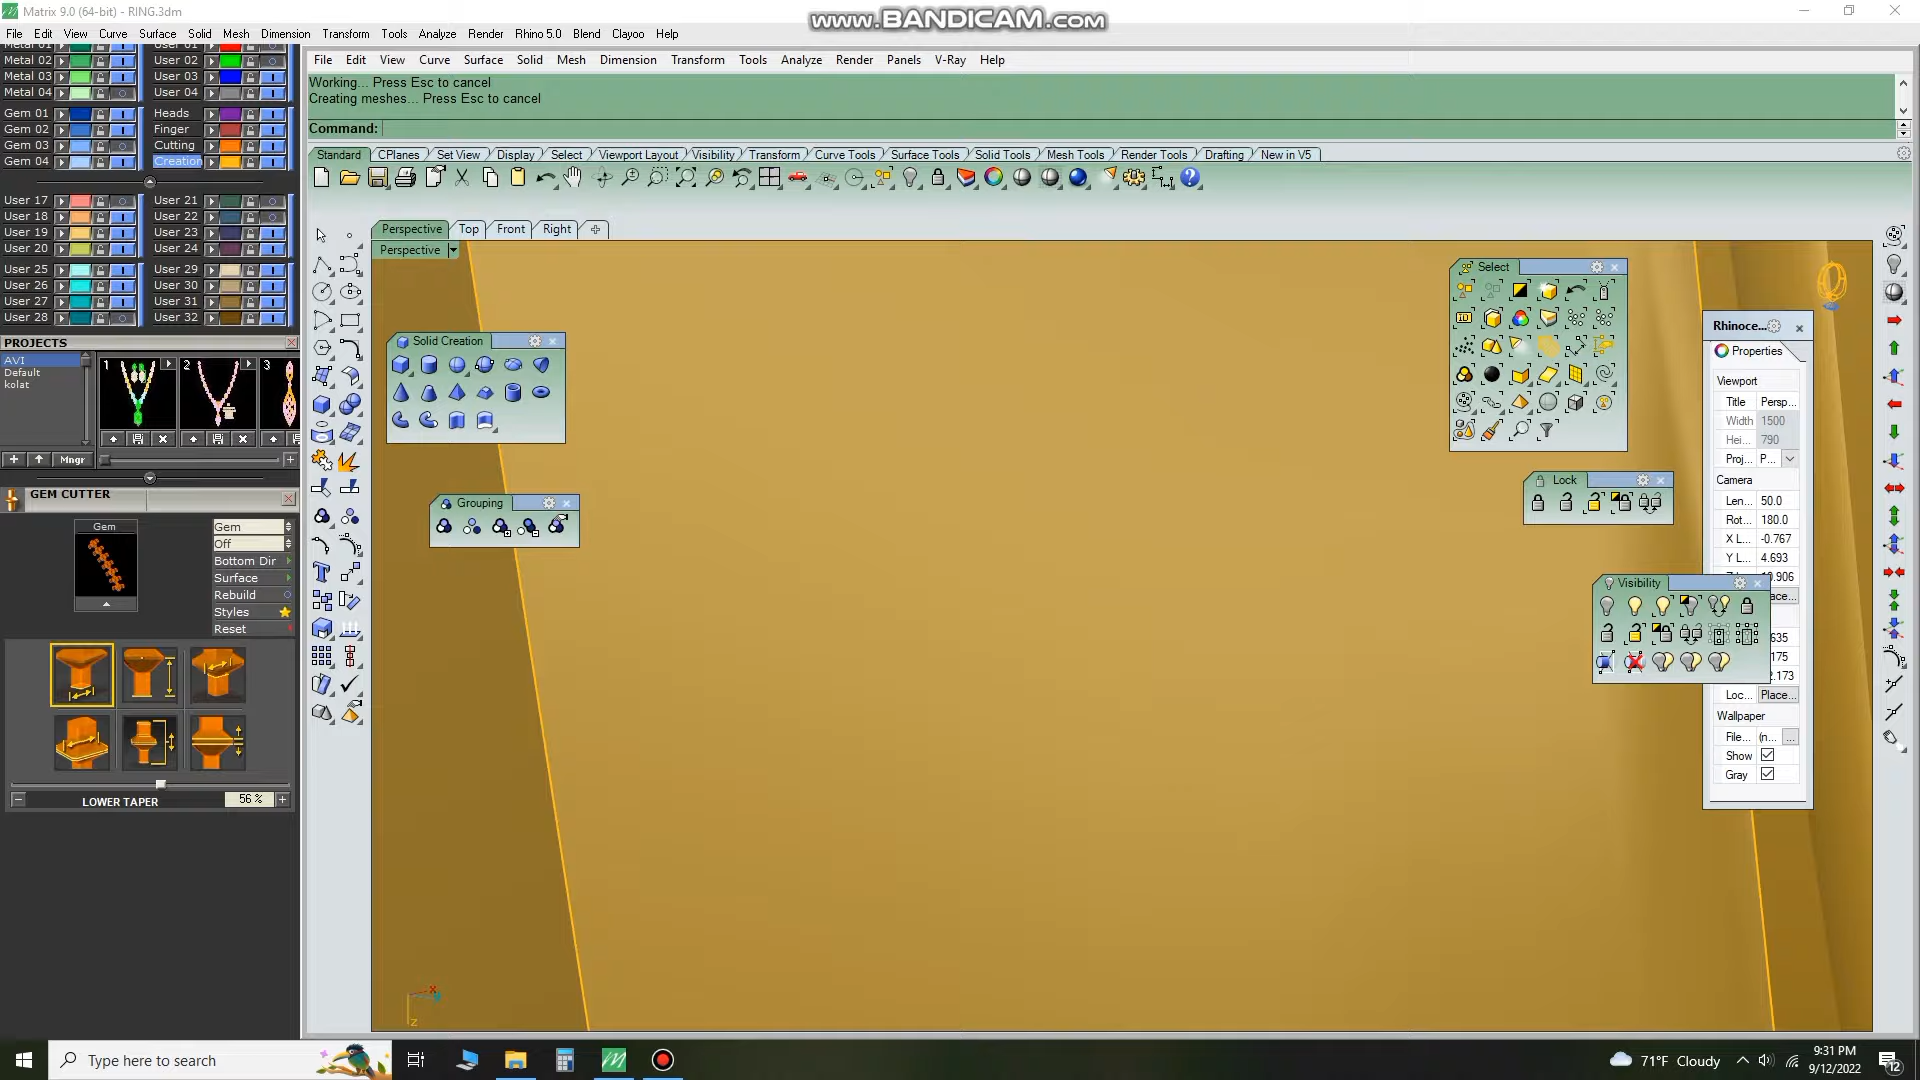 Matrix 9.0 (64-bit) - RING.3dm
www.BANDICAM.com
File Edit View Curve Surface Solid Mesh Dimension Transform Tools Analyze Render Rhino 5.0 Blend Clayoo Help
Metal 01 User 01
Metal 02 User 02
Metal 03 User 03
Metal 04 User 04
Gem 01 Heads
Gem 02 Finger
Gem 03 Cutting
Gem 04 Creation
User 17 User 21
User 18 User 22
User 19 User 23
User 20 User 24
User 25 User 29
User 26 User 30
User 27 User 31
User 28 User 32
PROJECTS
AVI
Default
kolat
1 2 3
Mngr
GEM CUTTER
Gem
Gem
Off
Bottom Dir
Surface
Rebuild
Styles
Reset
LOWER TAPER 56 %
File Edit View Curve Surface Solid Mesh Dimension Transform Tools Analyze Render Panels V-Ray Help
Working... Press Esc to cancel
Creating meshes... Press Esc to cancel
Command:
Standard CPlanes Set View Display Select Viewport Layout Visibility Transform Curve Tools Surface Tools Solid Tools Mesh Tools Render Tools Drafting New in V5
Perspective Top Front Right
Perspective
Solid Creation
Grouping
Select
ID
Lock
Visibility
Rhinoce...
Properties
Viewport
Title Persp...
Width 1500
Hei... 790
Proj... P...
Camera
Len... 50.0
Rot... 180.0
X L... -0.767
Y L... 4.693
Loc... Place...
Wallpaper
File... (n... ...
Show
Gray
x
z
Type here to search
71°F Cloudy
9:31 PM
9/12/2022
12